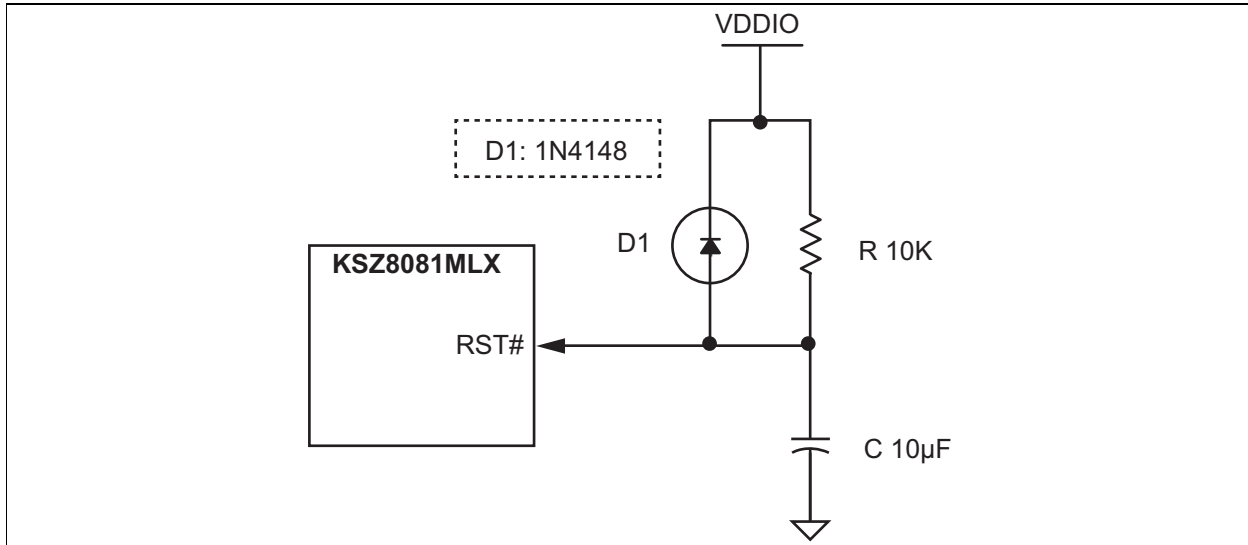 VDDIO
D1: 1N4148
D1
R 10K
KSZ8081MLX
RST#
C 10µF